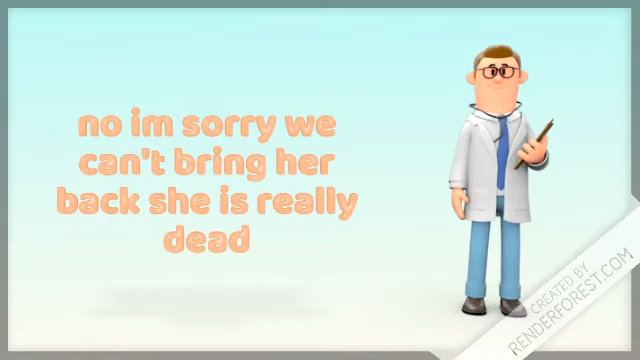 no im sorry we
can't bring her
back she is really
dead
CREATED BY
RENDERFOREST.COM